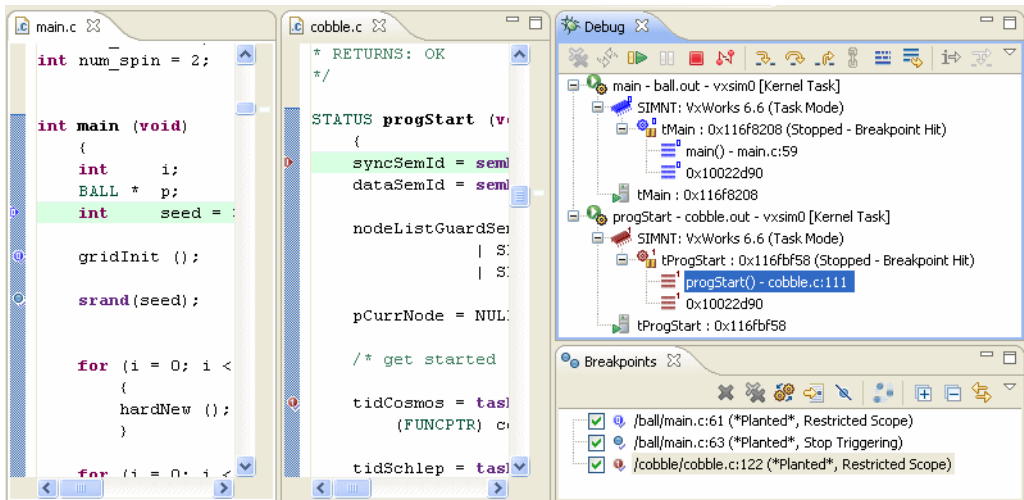 main.c
int num_spin = 2;
int main (void)
{
int i;
BALL * p;
int seed =
gridInit ();
srand(seed);
for (i = 0; i <
{
hardNew ();
}
for (i = 0; i <
cobble.c
* RETURNS: OK
*/
STATUS progStart (v
{
syncSemId = sem
dataSemId = sem
nodeListGuardSe
| S
| S
pCurrNode = NUL
/* get started
tidCosmos = tas
(FUNCPTR) c
tidSchlep = tas
Debug
main - ball.out - vxsim0 [Kernel Task]
SIMNT: VxWorks 6.6 (Task Mode)
tMain : 0x116f8208 (Stopped - Breakpoint Hit)
main() - main.c:59
0x10022d90
tMain : 0x116f8208
progStart - cobble.out - vxsim0 [Kernel Task]
SIMNT: VxWorks 6.6 (Task Mode)
tProgStart : 0x116fbf58 (Stopped - Breakpoint Hit)
progStart() - cobble.c:111
0x10022d90
tProgStart : 0x116fbf58
Breakpoints
/ball/main.c:61 (*Planted*, Restricted Scope)
/ball/main.c:63 (*Planted*, Stop Triggering)
/cobble/cobble.c:122 (*Planted*, Restricted Scope)